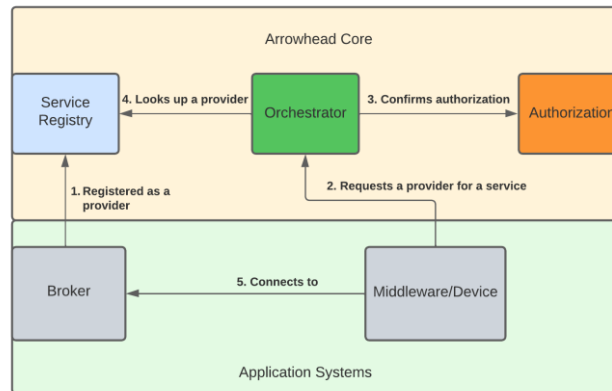 Arrowhead Core
Service
Registry
4. Looks up a provider
Orchestrator
3. Confirms authorization
Authorization
1. Registered as a
provider
2. Requests a provider for a service
Broker
5. Connects to
Middleware/Device
Application Systems